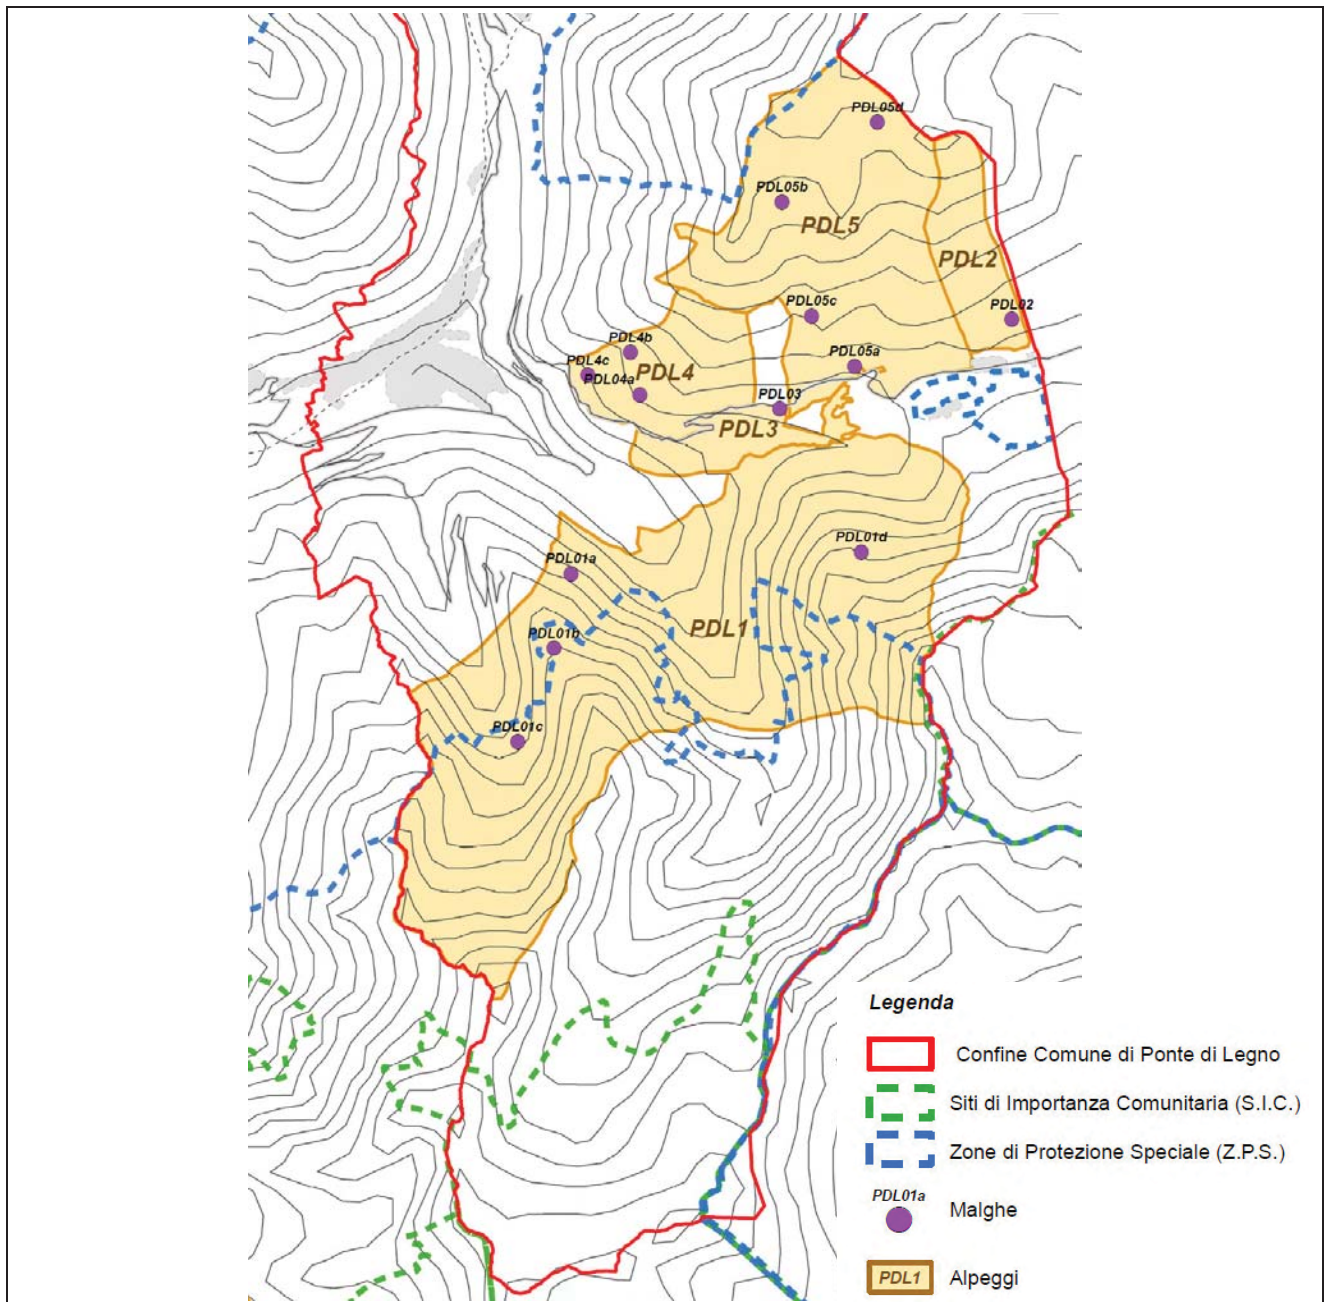 PDL05d
PDL05b
PDL5
PDL2
PDL05c
PDL02
PDL4b
PDL4c
PDL05a
PDL4
PDL04a
PDL03
PDL3
PDL01d
PDL01a
PDL1
PDL01b
PDL01c
Legenda
Confine Comune di Ponte di Legno
Siti di Importanza Comunitaria (S.I.C.)
Zone di Protezione Speciale (Z.P.S.)
PDL01a
Malghe
PDL1 Alpeggi